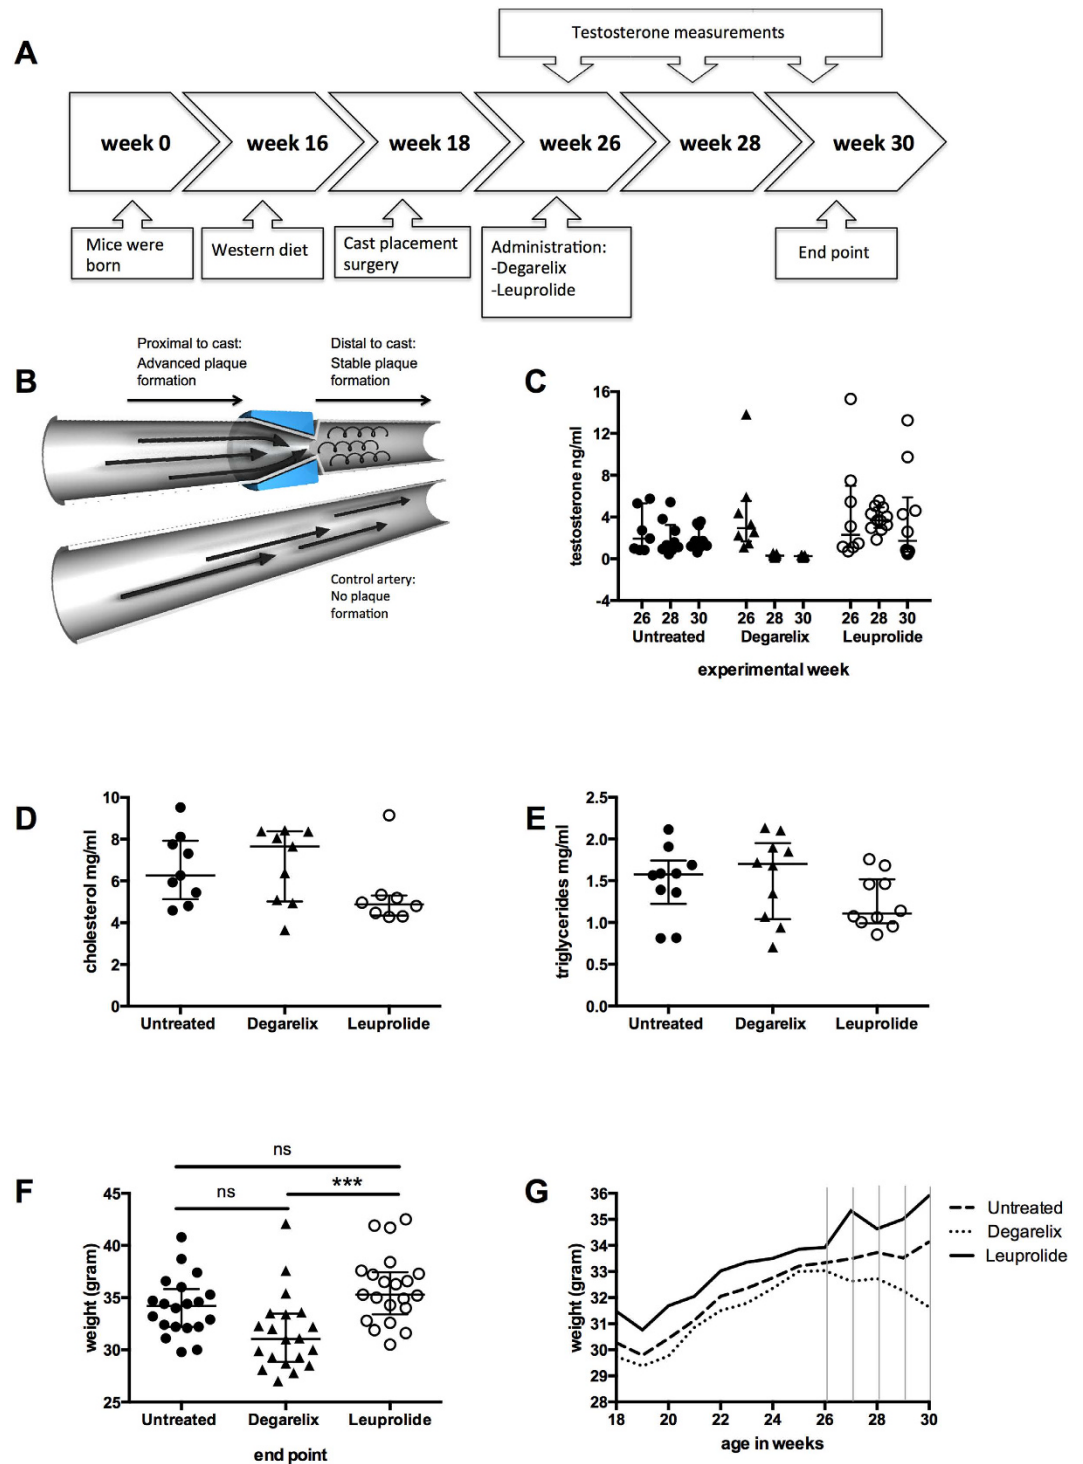 A
Testosterone measurements
week 0
week 16
week 18
week 26
week 28
week 30
Mice were
born
Western diet
Cast placement
surgery
Administration:
-Degarelix
-Leuprolide
End point
B
Proximal to cast:
Advanced plaque
formation
Distal to cast:
Stable plaque
formation
Control artery:
No plaque
formation
C
testosterone ng/ml
16
12
8
4
0
-4
26 28 30 26 28 30 26 28 30
Untreated Degarelix Leuprolide
experimental week
D
cholesterol mg/ml
10
8
6
4
2
0
Untreated Degarelix Leuprolide
E
triglycerides mg/ml
2.5
2.0
1.5
1.0
0.5
0.0
Untreated Degarelix Leuprolide
F
ns
ns
***
weight (gram)
45
40
35
30
25
Untreated Degarelix Leuprolide
end point
G
weight (gram)
36
35
34
33
32
31
30
29
28
18 20 22 24 26 28 30
age in weeks
Untreated
Degarelix
Leuprolide